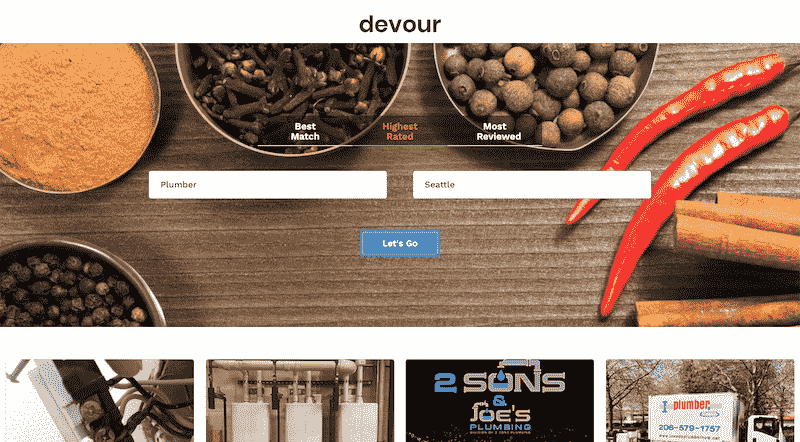 devour
Best Match
Highest Rated
Most Reviewed
Plumber
Seattle
Let's Go
2 SONS
& JOE'S
PLUMBING
plumber
206-579-1757